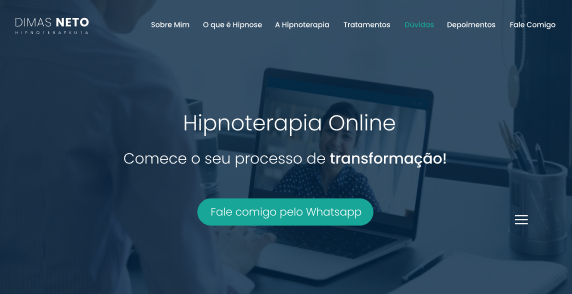 DIMAS NETO
HIPNOTERAPEUTA
Sobre Mim
O que é Hipnose
A Hipnoterapia
Tratamentos
Dúvidas
Depoimentos
Fale Comigo
Hipnoterapia Online
Comece o seu processo de transformação!
Fale comigo pelo Whatsapp